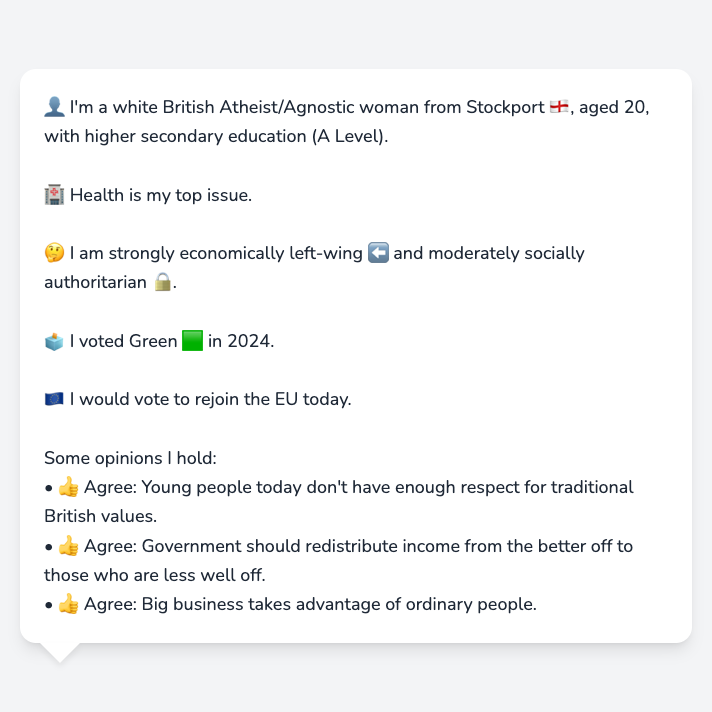 👤 I'm a white British Atheist/Agnostic woman from Stockport 🏴󠁧󠁢󠁥󠁮󠁧󠁿, aged 20,
with higher secondary education (A Level).
🏥 Health is my top issue.
🤔 I am strongly economically left-wing ⬅️ and moderately socially
authoritarian 🔒.
🗳️ I voted Green 🟩 in 2024.
🇪🇺 I would vote to rejoin the EU today.
Some opinions I hold:
• 👍 Agree: Young people today don't have enough respect for traditional
British values.
• 👍 Agree: Government should redistribute income from the better off to
those who are less well off.
• 👍 Agree: Big business takes advantage of ordinary people.